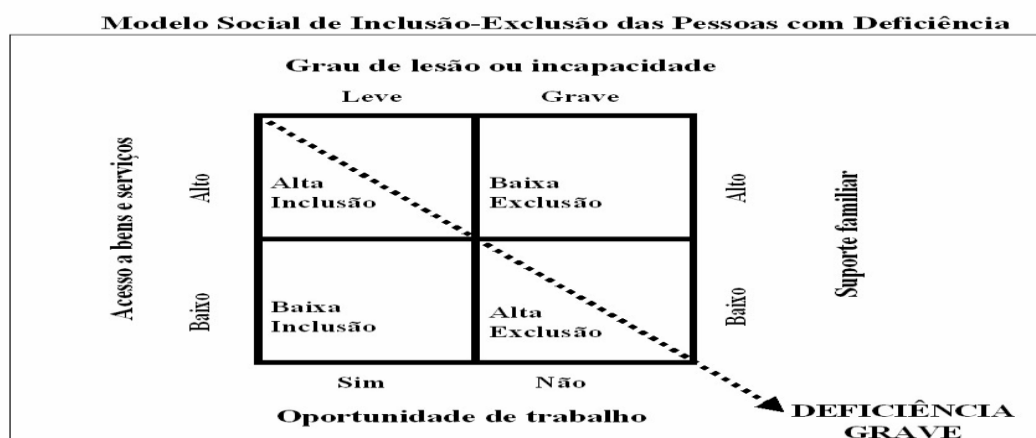 Modelo Social de Inclusão-Exclusão das Pessoas com Deficiência
Grau de lesão ou incapacidade
Leve Grave
Acesso a bens e serviços
Alto
Baixo
Alta
Inclusão
Baixa
Exclusão
Baixa
Inclusão
Alta
Exclusão
Alto
Baixo
Suporte familiar
Sim Não
Oportunidade de trabalho
DEFICIÊNCIA
GRAVE